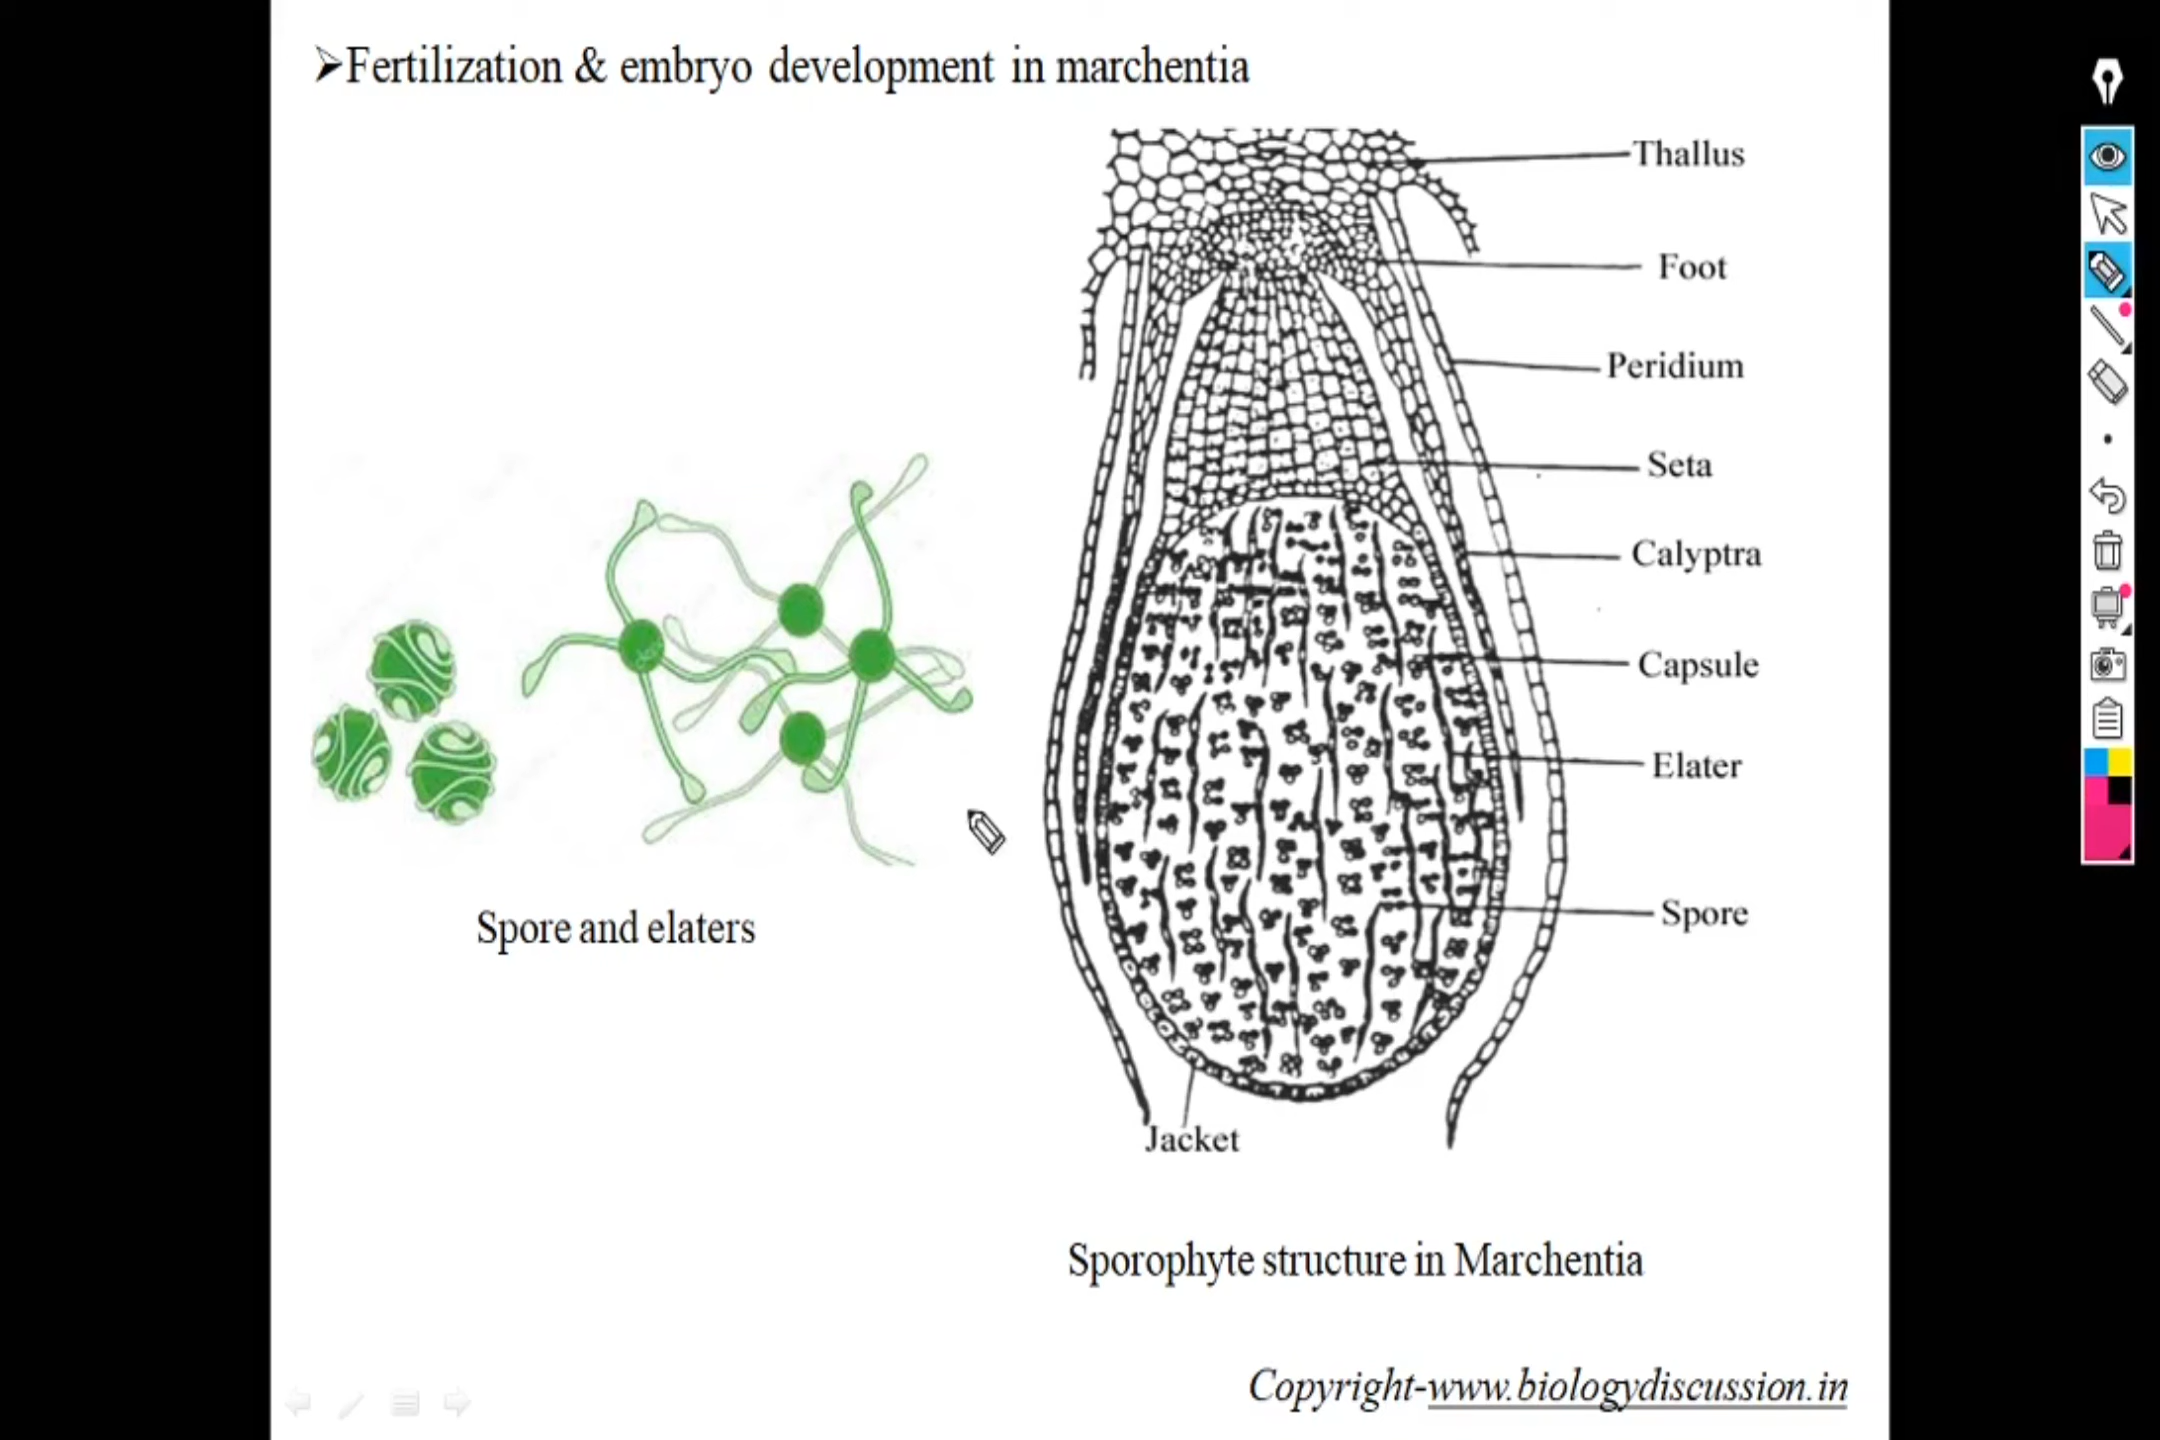 ➢Fertilization & embryo development in marchentia
Thallus
Foot
Peridium
Seta
Calyptra
Capsule
Elater
Spore
Jacket
Spore and elaters
Sporophyte structure in Marchentia
Copyright-www.biologydiscussion.in